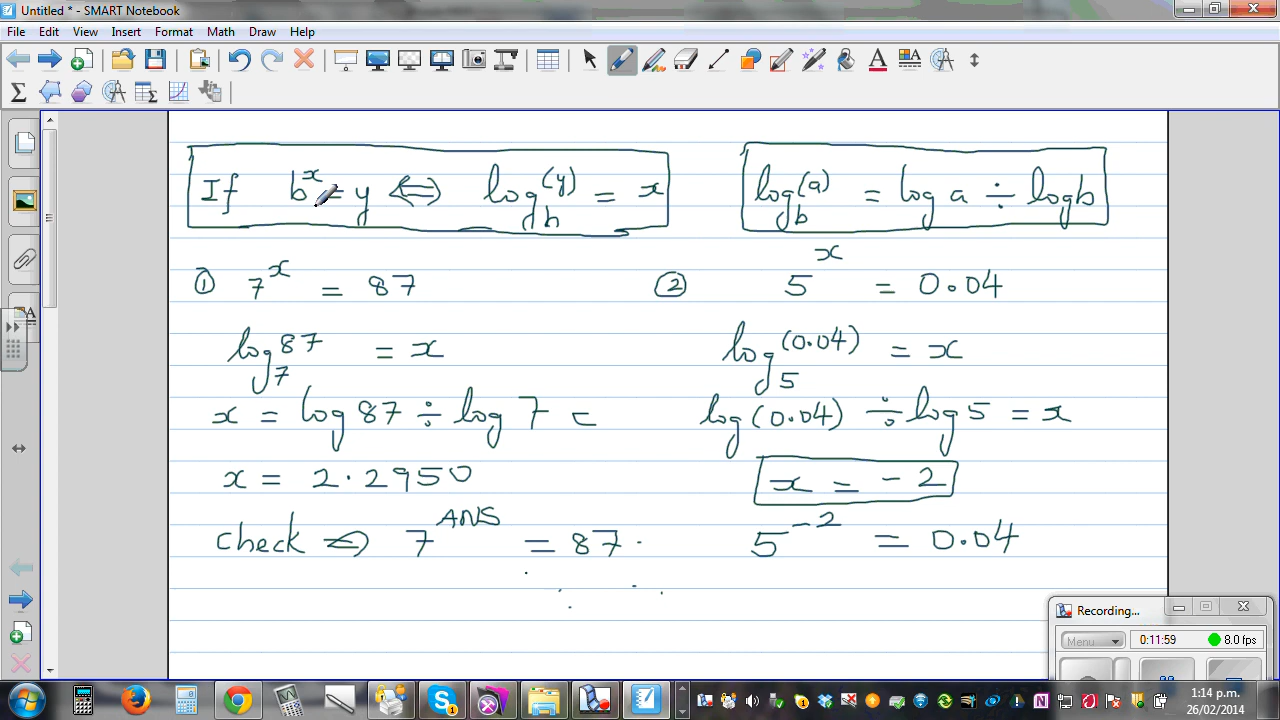 Untitled * - SMART Notebook
File Edit View Insert Format Math Draw Help
If b^x = y ⇔ log_b(y) = x
log_b(a) = log a ÷ log b
① 7^x = 87
② 5^x = 0.04
log_7 87 = x
log_5(0.04) = x
x = log 87 ÷ log 7 =
log(0.04) ÷ log 5 = x
x = 2.2950
x = -2
check ⇔ 7^ANS = 87.
5^-2 = 0.04
Recording...
Menu 0:11:59 8.0 fps
1:14 p.m.
26/02/2014